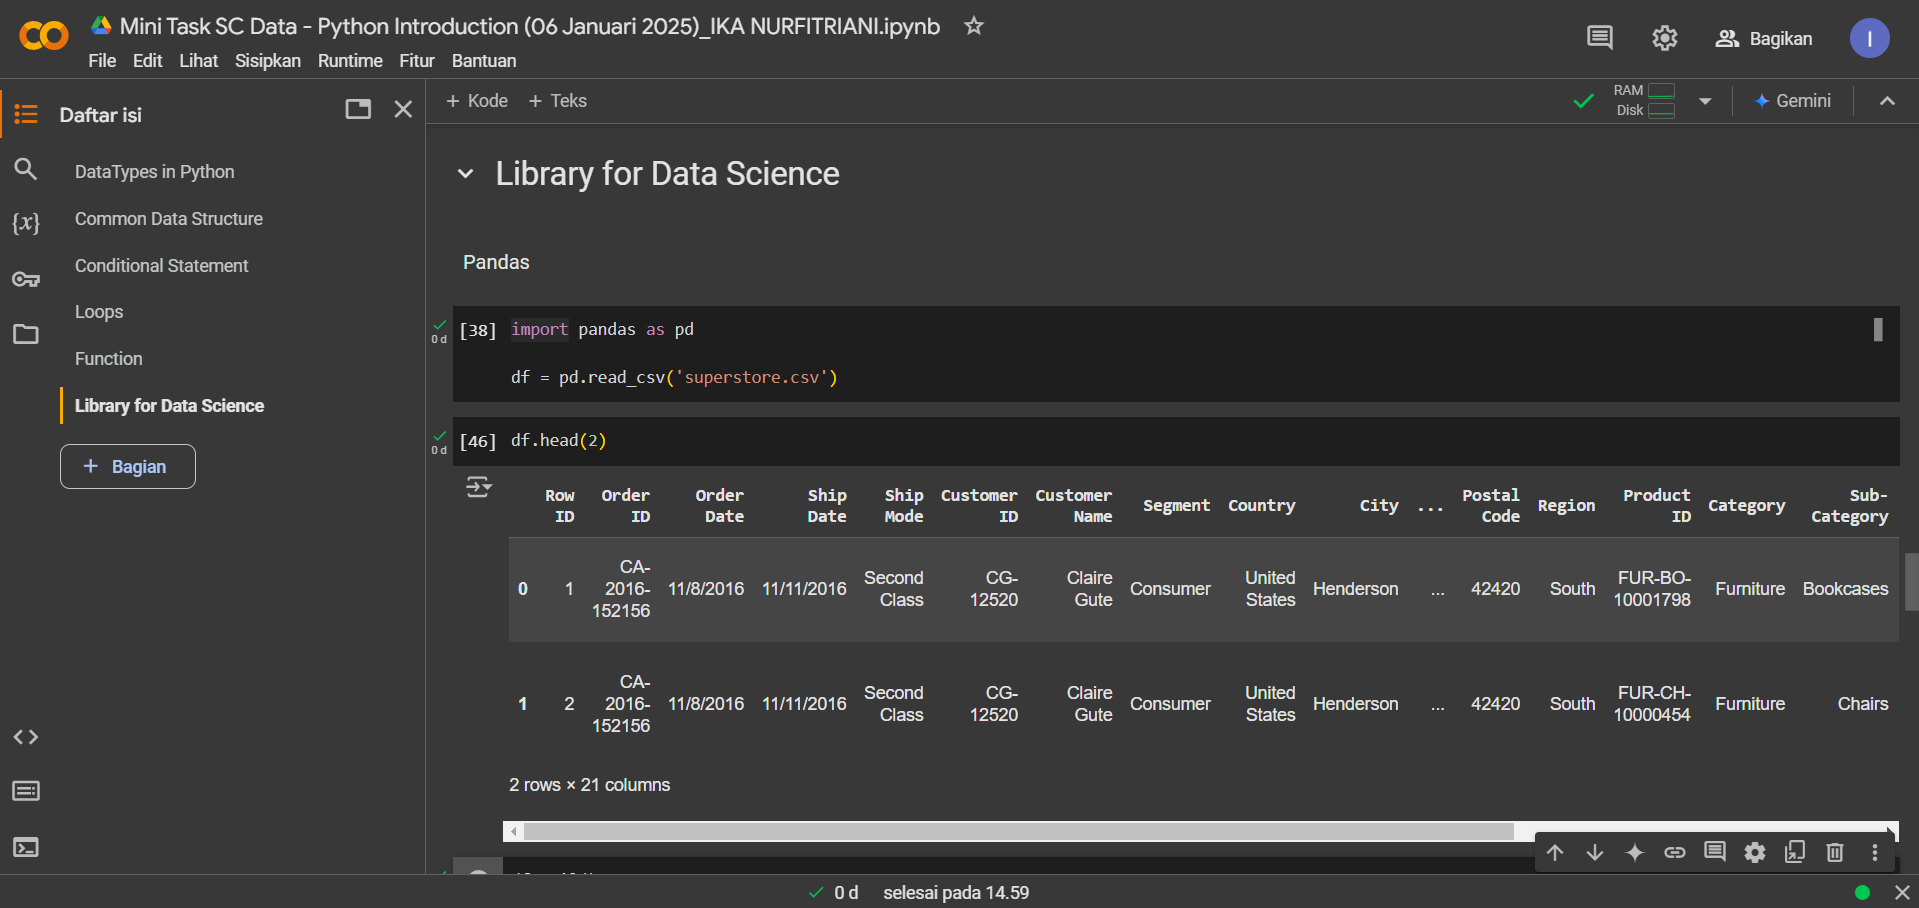 Mini Task SC Data - Python Introduction (06 Januari 2025)_IKA NURFITRIANI.ipynb
File Edit Lihat Sisipkan Runtime Fitur Bantuan
Bagikan
I
Daftar isi
DataTypes in Python
Common Data Structure
Conditional Statement
Loops
Function
Library for Data Science
+ Bagian
+ Kode + Teks
RAM
Disk
Gemini
Library for Data Science
Pandas
0 d
[38] import pandas as pd
df = pd.read_csv('superstore.csv')
0 d
[46] df.head(2)
Row ID Order ID Order Date Ship Date Ship Mode Customer ID Customer Name Segment Country City ... Postal Code Region Product ID Category Sub-Category
0 1 CA-2016-152156 11/8/2016 11/11/2016 Second Class CG-12520 Claire Gute Consumer United States Henderson ... 42420 South FUR-BO-10001798 Furniture Bookcases
1 2 CA-2016-152156 11/8/2016 11/11/2016 Second Class CG-12520 Claire Gute Consumer United States Henderson ... 42420 South FUR-CH-10000454 Furniture Chairs
2 rows × 21 columns
0 d selesai pada 14.59